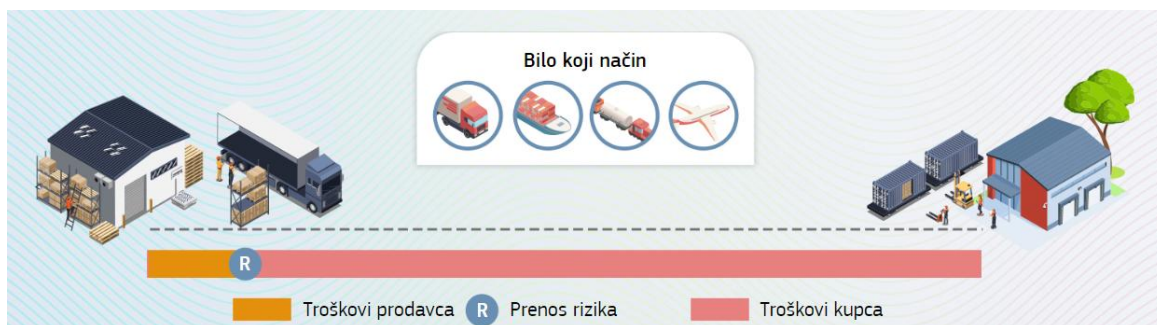 Bilo koji način
R
Troškovi prodavca R Prenos rizika Troškovi kupca